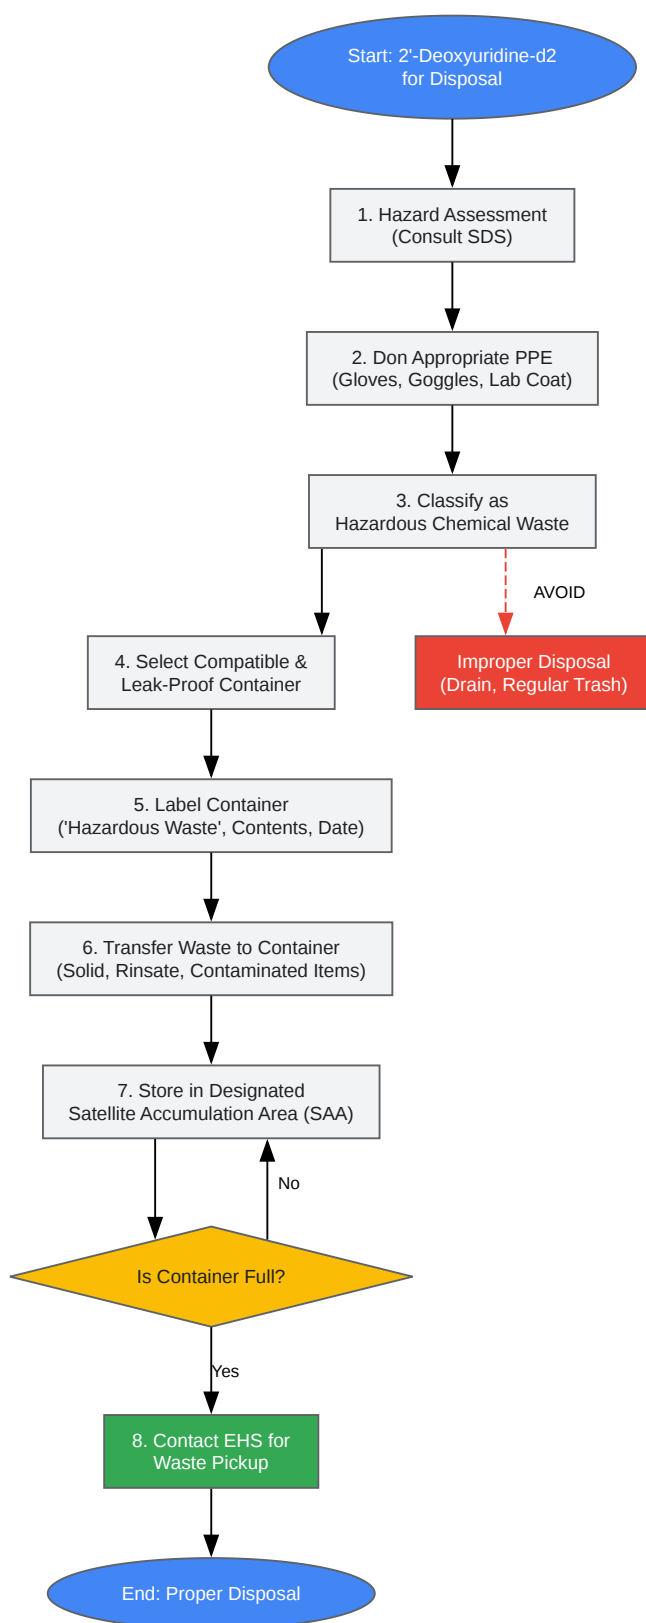 Start: 2'-Deoxyuridine-d2
for Disposal
1. Hazard Assessment
(Consult SDS)
2. Don Appropriate PPE
(Gloves, Goggles, Lab Coat)
3. Classify as
Hazardous Chemical Waste
AVOID
4. Select Compatible &
Leak-Proof Container
Improper Disposal
(Drain, Regular Trash)
5. Label Container
('Hazardous Waste', Contents, Date)
6. Transfer Waste to Container
(Solid, Rinsate, Contaminated Items)
7. Store in Designated
Satellite Accumulation Area (SAA)
No
Is Container Full?
Yes
8. Contact EHS for
Waste Pickup
End: Proper Disposal